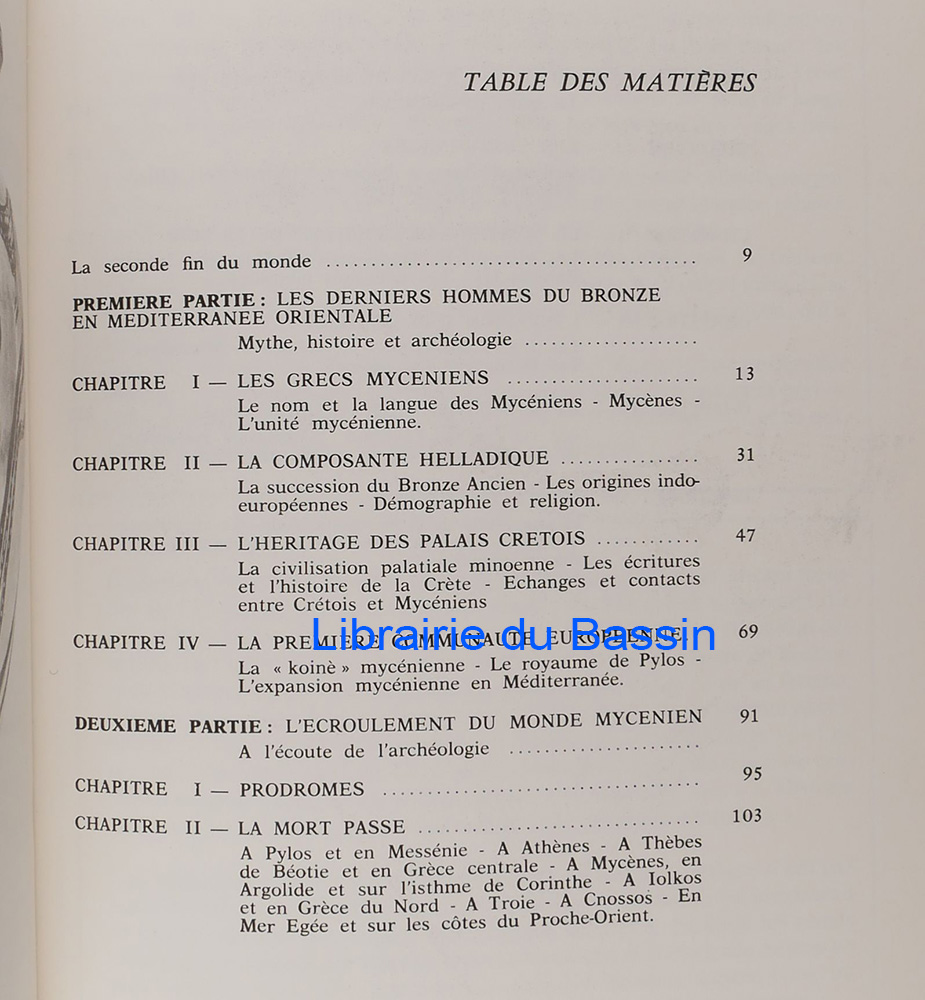 TABLE DES MATIÈRES
La seconde fin du monde ........................................ 9
PREMIERE PARTIE : LES DERNIERS HOMMES DU BRONZE
EN MEDITERRANEE ORIENTALE
Mythe, histoire et archéologie .....................
CHAPITRE I — LES GRECS MYCENIENS ...................... 13
Le nom et la langue des Mycéniens - Mycènes -
L'unité mycénienne.
CHAPITRE II — LA COMPOSANTE HELLADIQUE ................ 31
La succession du Bronze Ancien - Les origines indo-
européennes - Démographie et religion.
CHAPITRE III — L'HERITAGE DES PALAIS CRETOIS ............ 47
La civilisation palatiale minoenne - Les écritures
et l'histoire de la Crète - Echanges et contacts
entre Crétois et Mycéniens
CHAPITRE IV — LA PREMIERE COMMUNAUTE EUROPEENNE 69
Librairie du Bassin
La « koinè » mycénienne - Le royaume de Pylos -
L'expansion mycénienne en Méditerranée.
DEUXIEME PARTIE : L'ECROULEMENT DU MONDE MYCENIEN 91
A l'écoute de l'archéologie ......................
CHAPITRE I — PRODROMES .................................... 95
CHAPITRE II — LA MORT PASSE ................................ 103
A Pylos et en Messénie - A Athènes - A Thèbes
de Béotie et en Grèce centrale - A Mycènes, en
Argolide et sur l'isthme de Corinthe - A Iolkos
et en Grèce du Nord - A Troie - A Cnossos - En
Mer Egée et sur les côtes du Proche-Orient.